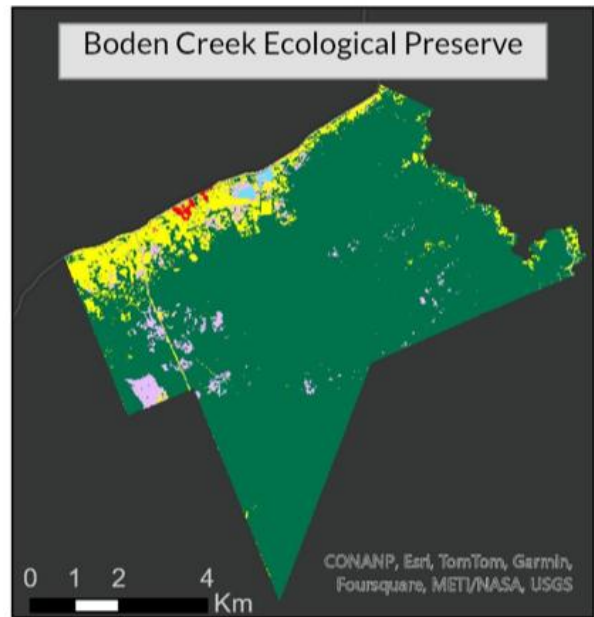 Boden Creek Ecological Preserve
CONANP, Esri, TomTom, Garmin,
Foursquare, METI/NASA, USGS
0 1 2 4
Km